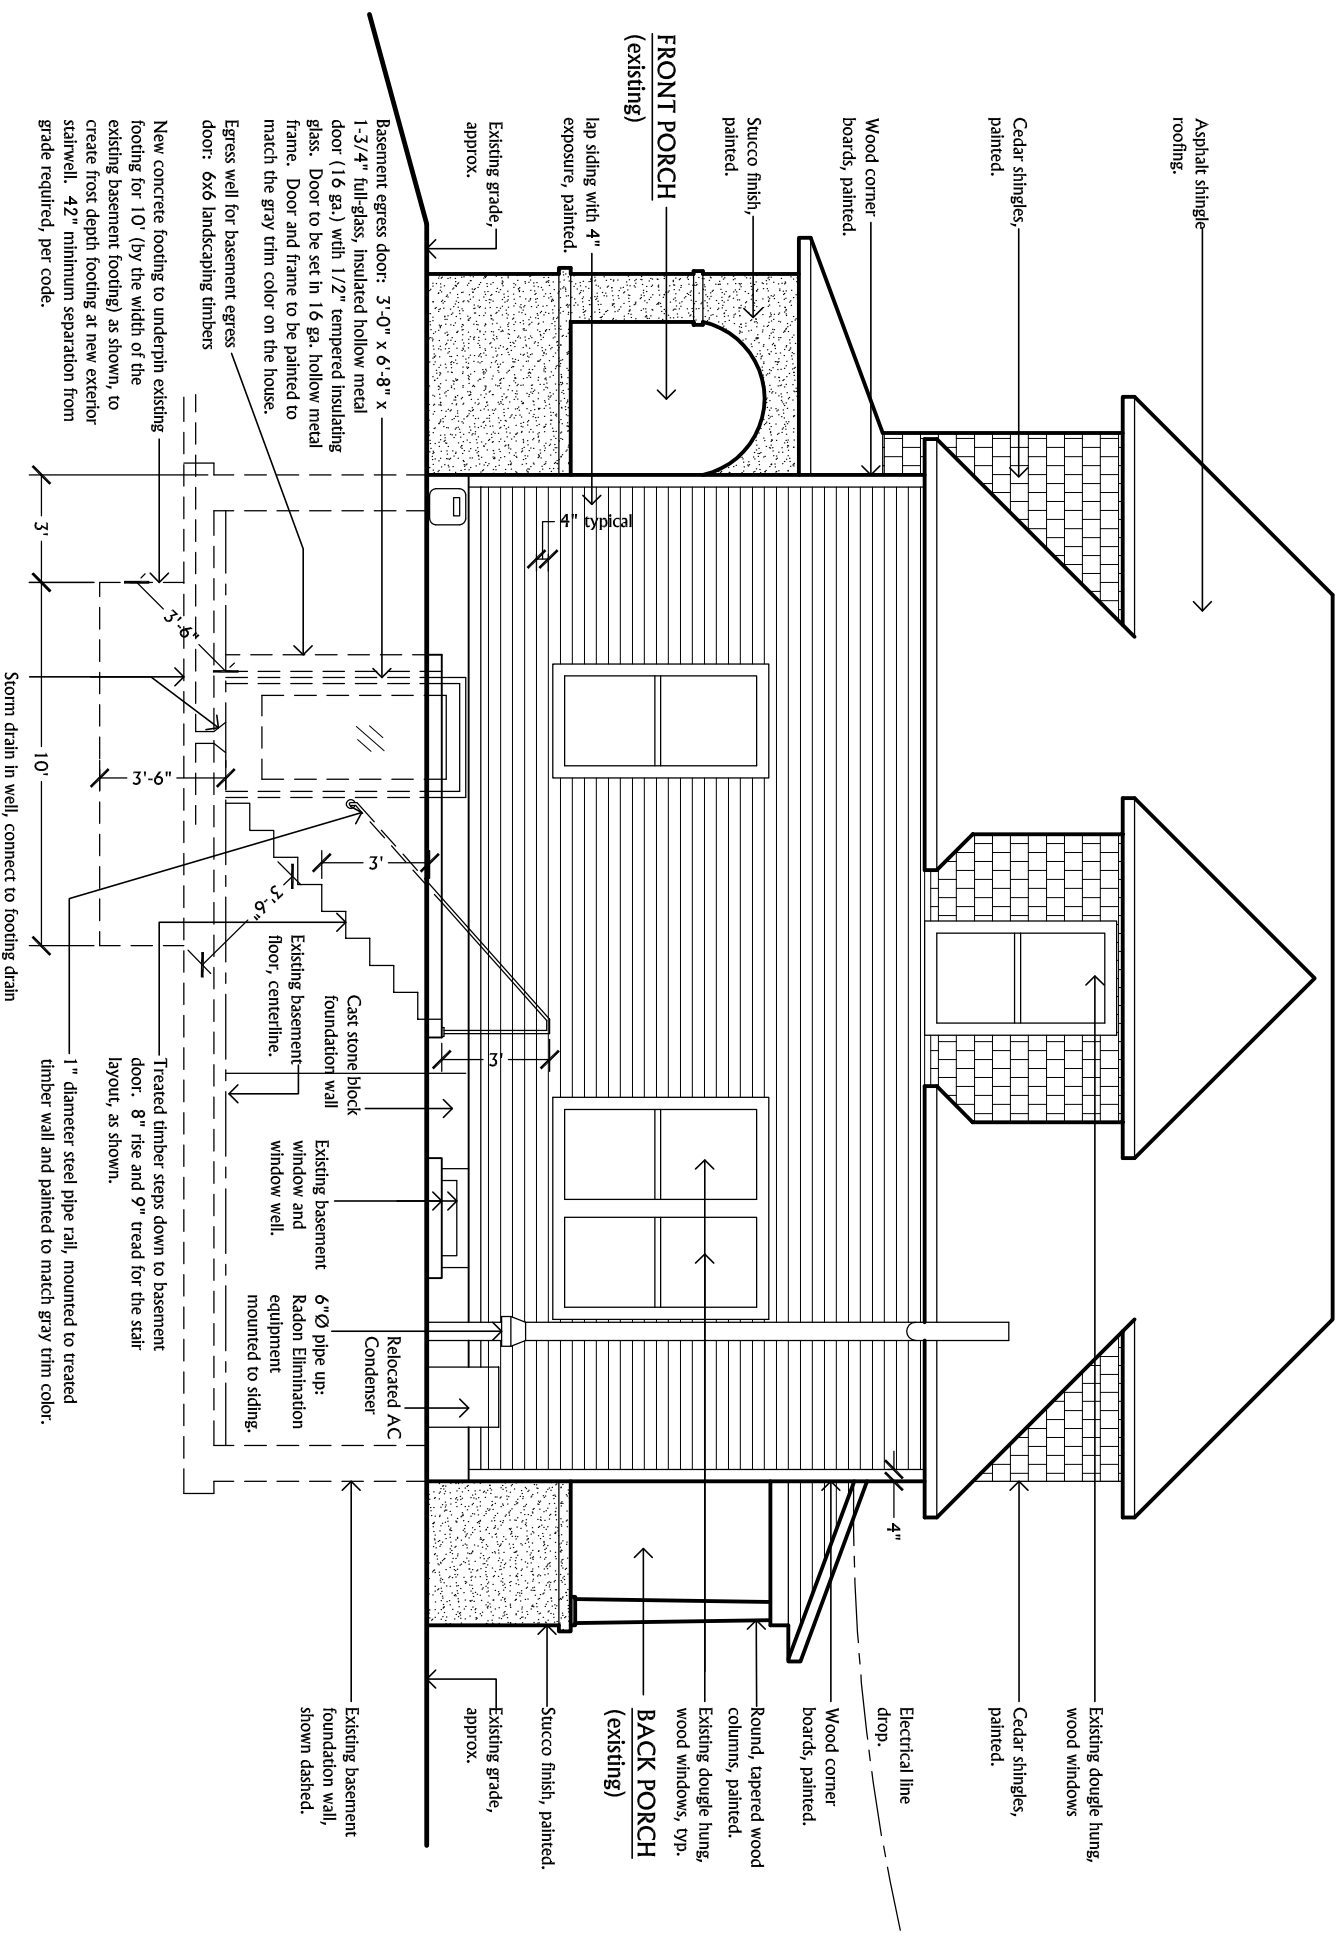 Asphalt shingle
roofing.
Cedar shingles,
painted.
Wood corner
boards, painted.
Stucco finish,
painted.
FRONT PORCH
(existing)
lap siding with 4"
exposure, painted.
Existing grade,
approx.
Basement egress door: 3'-0" x 6'-8" x
1-3/4" full-glass, insulated hollow metal
door (16 ga.) wtih 1/2" tempered insulating
glass. Door to be set in 16 ga. hollow metal
frame. Door and frame to be painted to
match the gray trim color on the house.
Egress well for basement egress
door: 6x6 landscaping timbers
New concrete footing to underpin existing
footing for 10' (by the width of the
existing basement footing) as shown, to
create frost depth footing at new exterior
stairwell. 42" minimum separation from
grade required, per code.
4" typical
3'
10'
3'-6"
3'-6"
3'
3'-6"
3'
Storm drain in well, connect to footing drain
Cast stone block
foundation wall
Existing basement
floor, centerline.
Existing basement
window and
window well.
Relocated AC
Condenser
6"Ø pipe up:
Radon Elimination
equipment
mounted to siding.
Treated timber steps down to basement
door. 8" rise and 9" tread for the stair
layout, as shown.
1" diameter steel pipe rail, mounted to treated
timber wall and painted to match gray trim color.
4"
Existing dougle hung,
wood windows
Cedar shingles,
painted.
Electrical line
drop.
Wood corner
boards, painted.
Round, tapered wood
columns, painted.
Existing dougle hung,
wood windows, typ.
BACK PORCH
(existing)
Stucco finish, painted.
Existing grade,
approx.
Existing basement
foundation wall,
shown dashed.